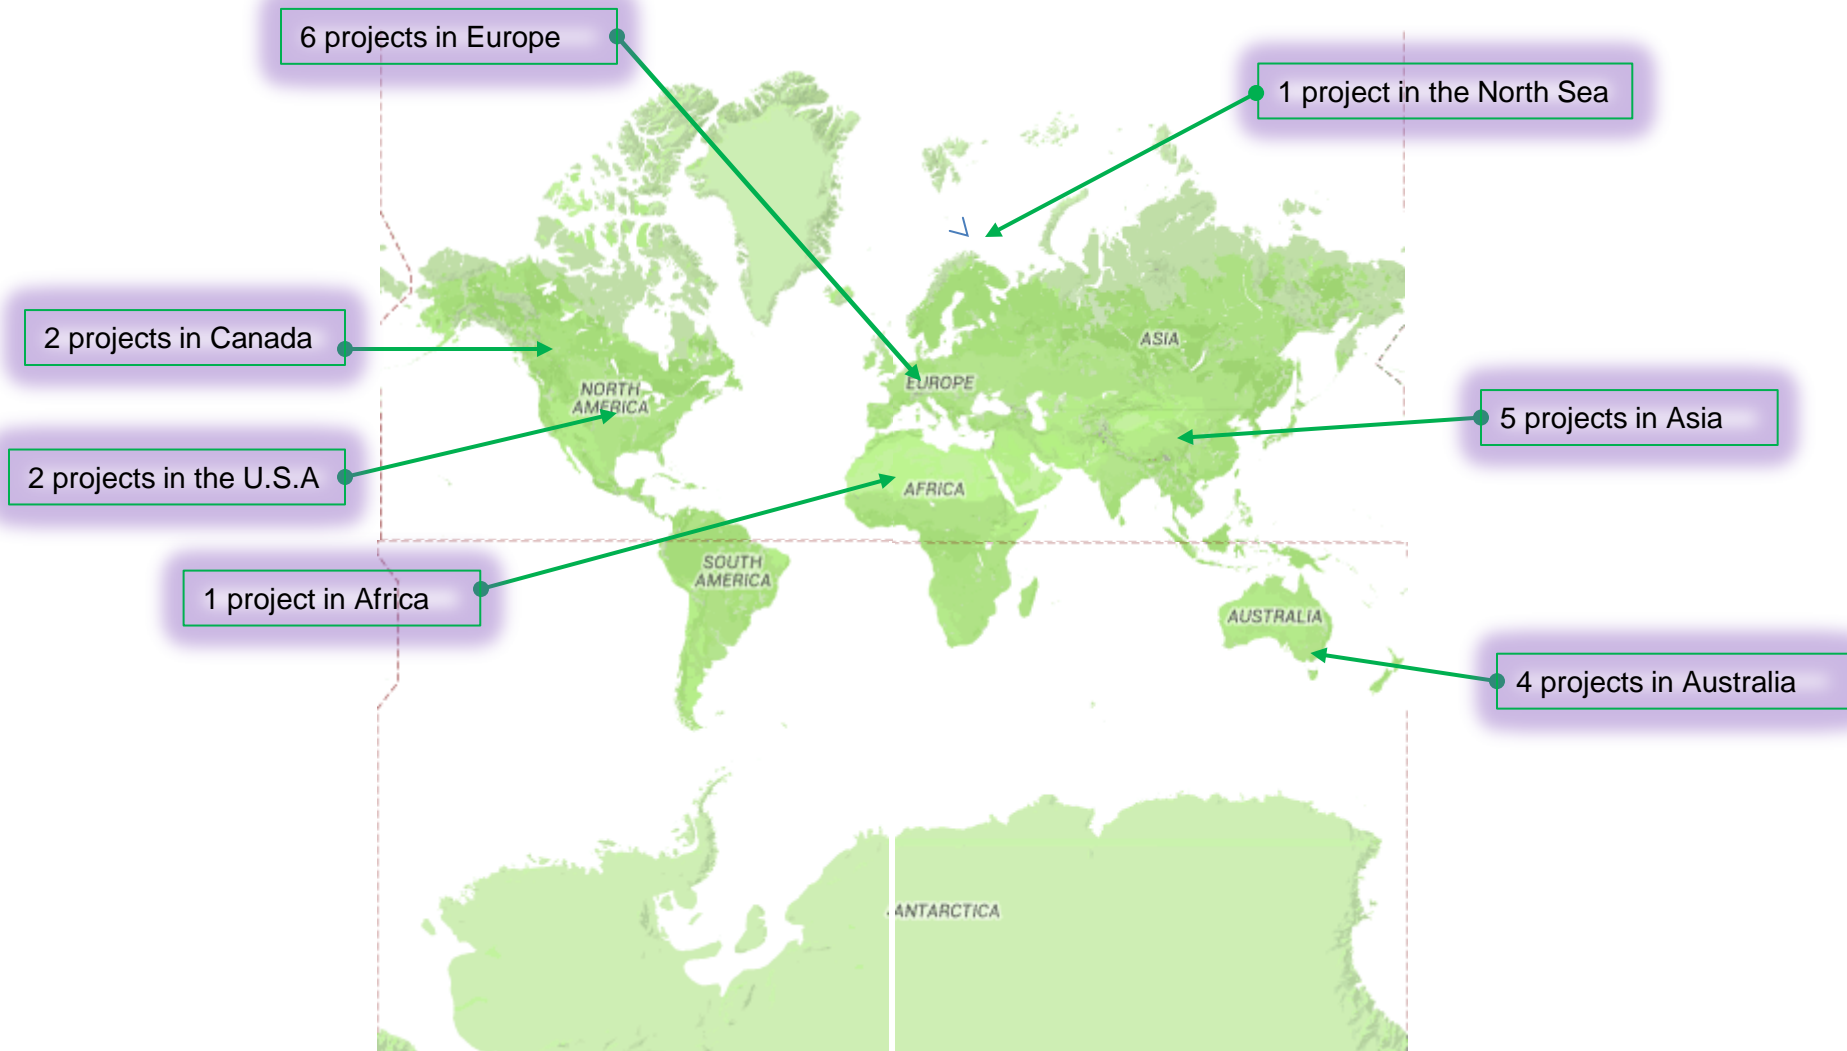 6 projects in Europe
1 project in the North Sea
2 projects in Canada
ASIA
NORTH
AMERICA
EUROPE
5 projects in Asia
2 projects in the U.S.A
AFRICA
SOUTH
AMERICA
1 project in Africa
AUSTRALIA
4 projects in Australia
ANTARCTICA